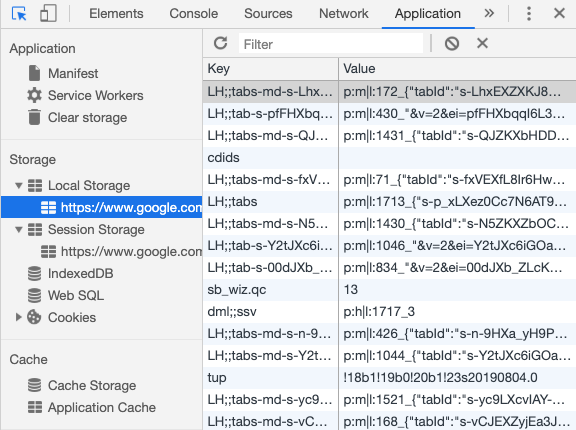 Elements Console Sources Network Application »
Application
Manifest
Service Workers
Clear storage
Storage
Local Storage
https://www.google.com
Session Storage
https://www.google.com
IndexedDB
Web SQL
Cookies
Cache
Cache Storage
Application Cache
Filter
Key Value
LH;;tabs-md-s-Lhx… p:m|l:172_{"tabId":"s-LhxEXZXKJ8…
LH;;tab-s-pfFHXbq… p:m|l:430_"&v=2&ei=pfFHXbqqI6L3…
LH;;tabs-md-s-QJ… p:m|l:1431_{"tabId":"s-QJZKXbHDD…
cdids
LH;;tabs-md-s-fxV… p:m|l:71_{"tabId":"s-fxVEXfL8Ir6Hw…
LH;;tabs p:m|l:1713_{"s-p_xLXez0Cc7N6AT9…
LH;;tabs-md-s-N5… p:m|l:1430_{"tabId":"s-N5ZKXZbOC…
LH;;tab-s-Y2tJXc6i… p:m|l:1046_"&v=2&ei=Y2tJXc6iGOa…
LH;;tab-s-00dJXb_… p:m|l:834_"&v=2&ei=00dJXb_ZLcK…
sb_wiz.qc 13
dml;;ssv p:h|l:1717_3
LH;;tabs-md-s-n-9… p:m|l:426_{"tabId":"s-n-9HXa_yH9P…
LH;;tabs-md-s-Y2t… p:m|l:1044_{"tabId":"s-Y2tJXc6iGOa…
tup !18b1!19b0!20b1!23s20190804.0
LH;;tabs-md-s-yc9… p:m|l:1521_{"tabId":"s-yc9LXcvIAY-…
LH;;tabs-md-s-vC… p:m|l:168_{"tabId":"s-vCJEXZyjEa3J…